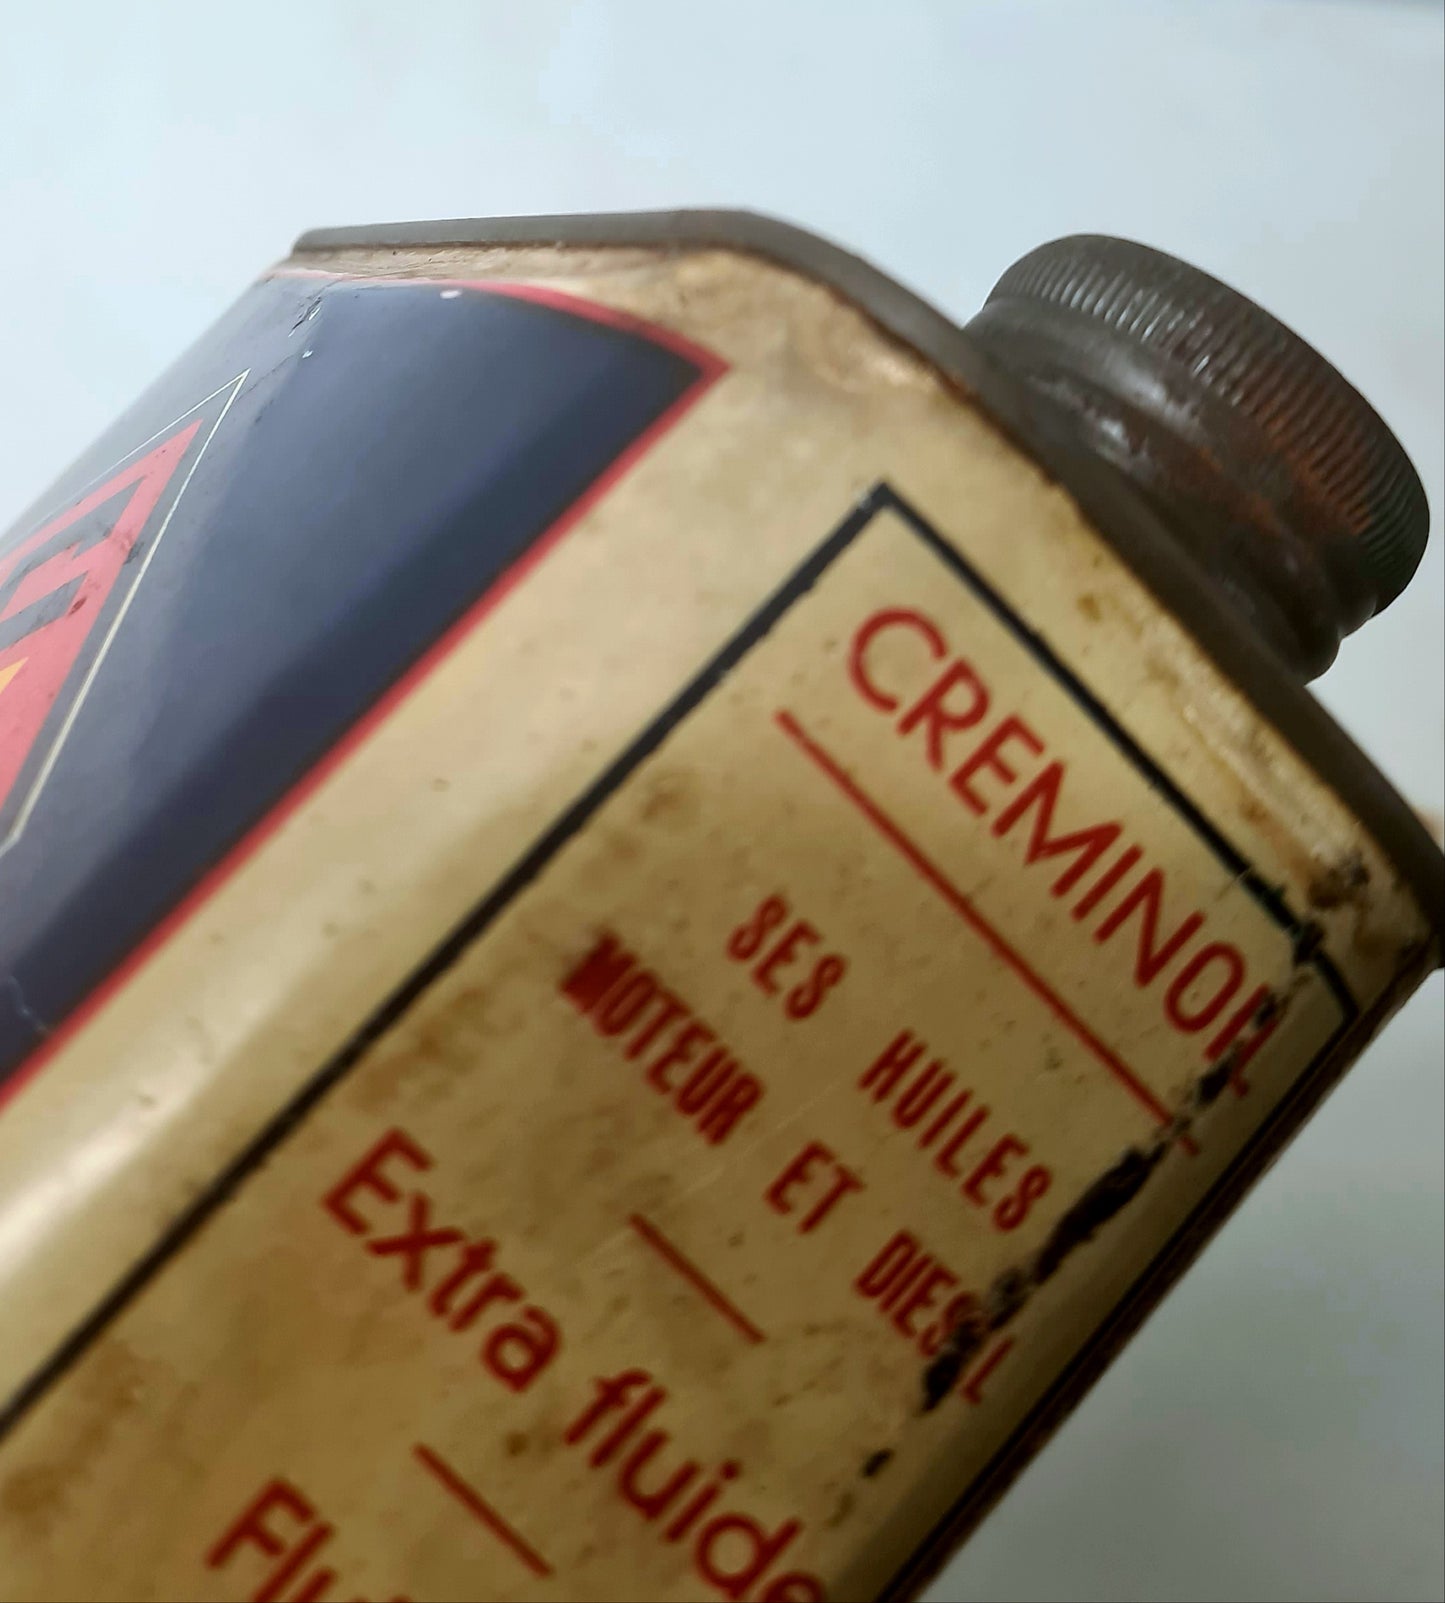 CREMINOL
SES HUILES
MOTEUR ET DIESEL
Extra fluide